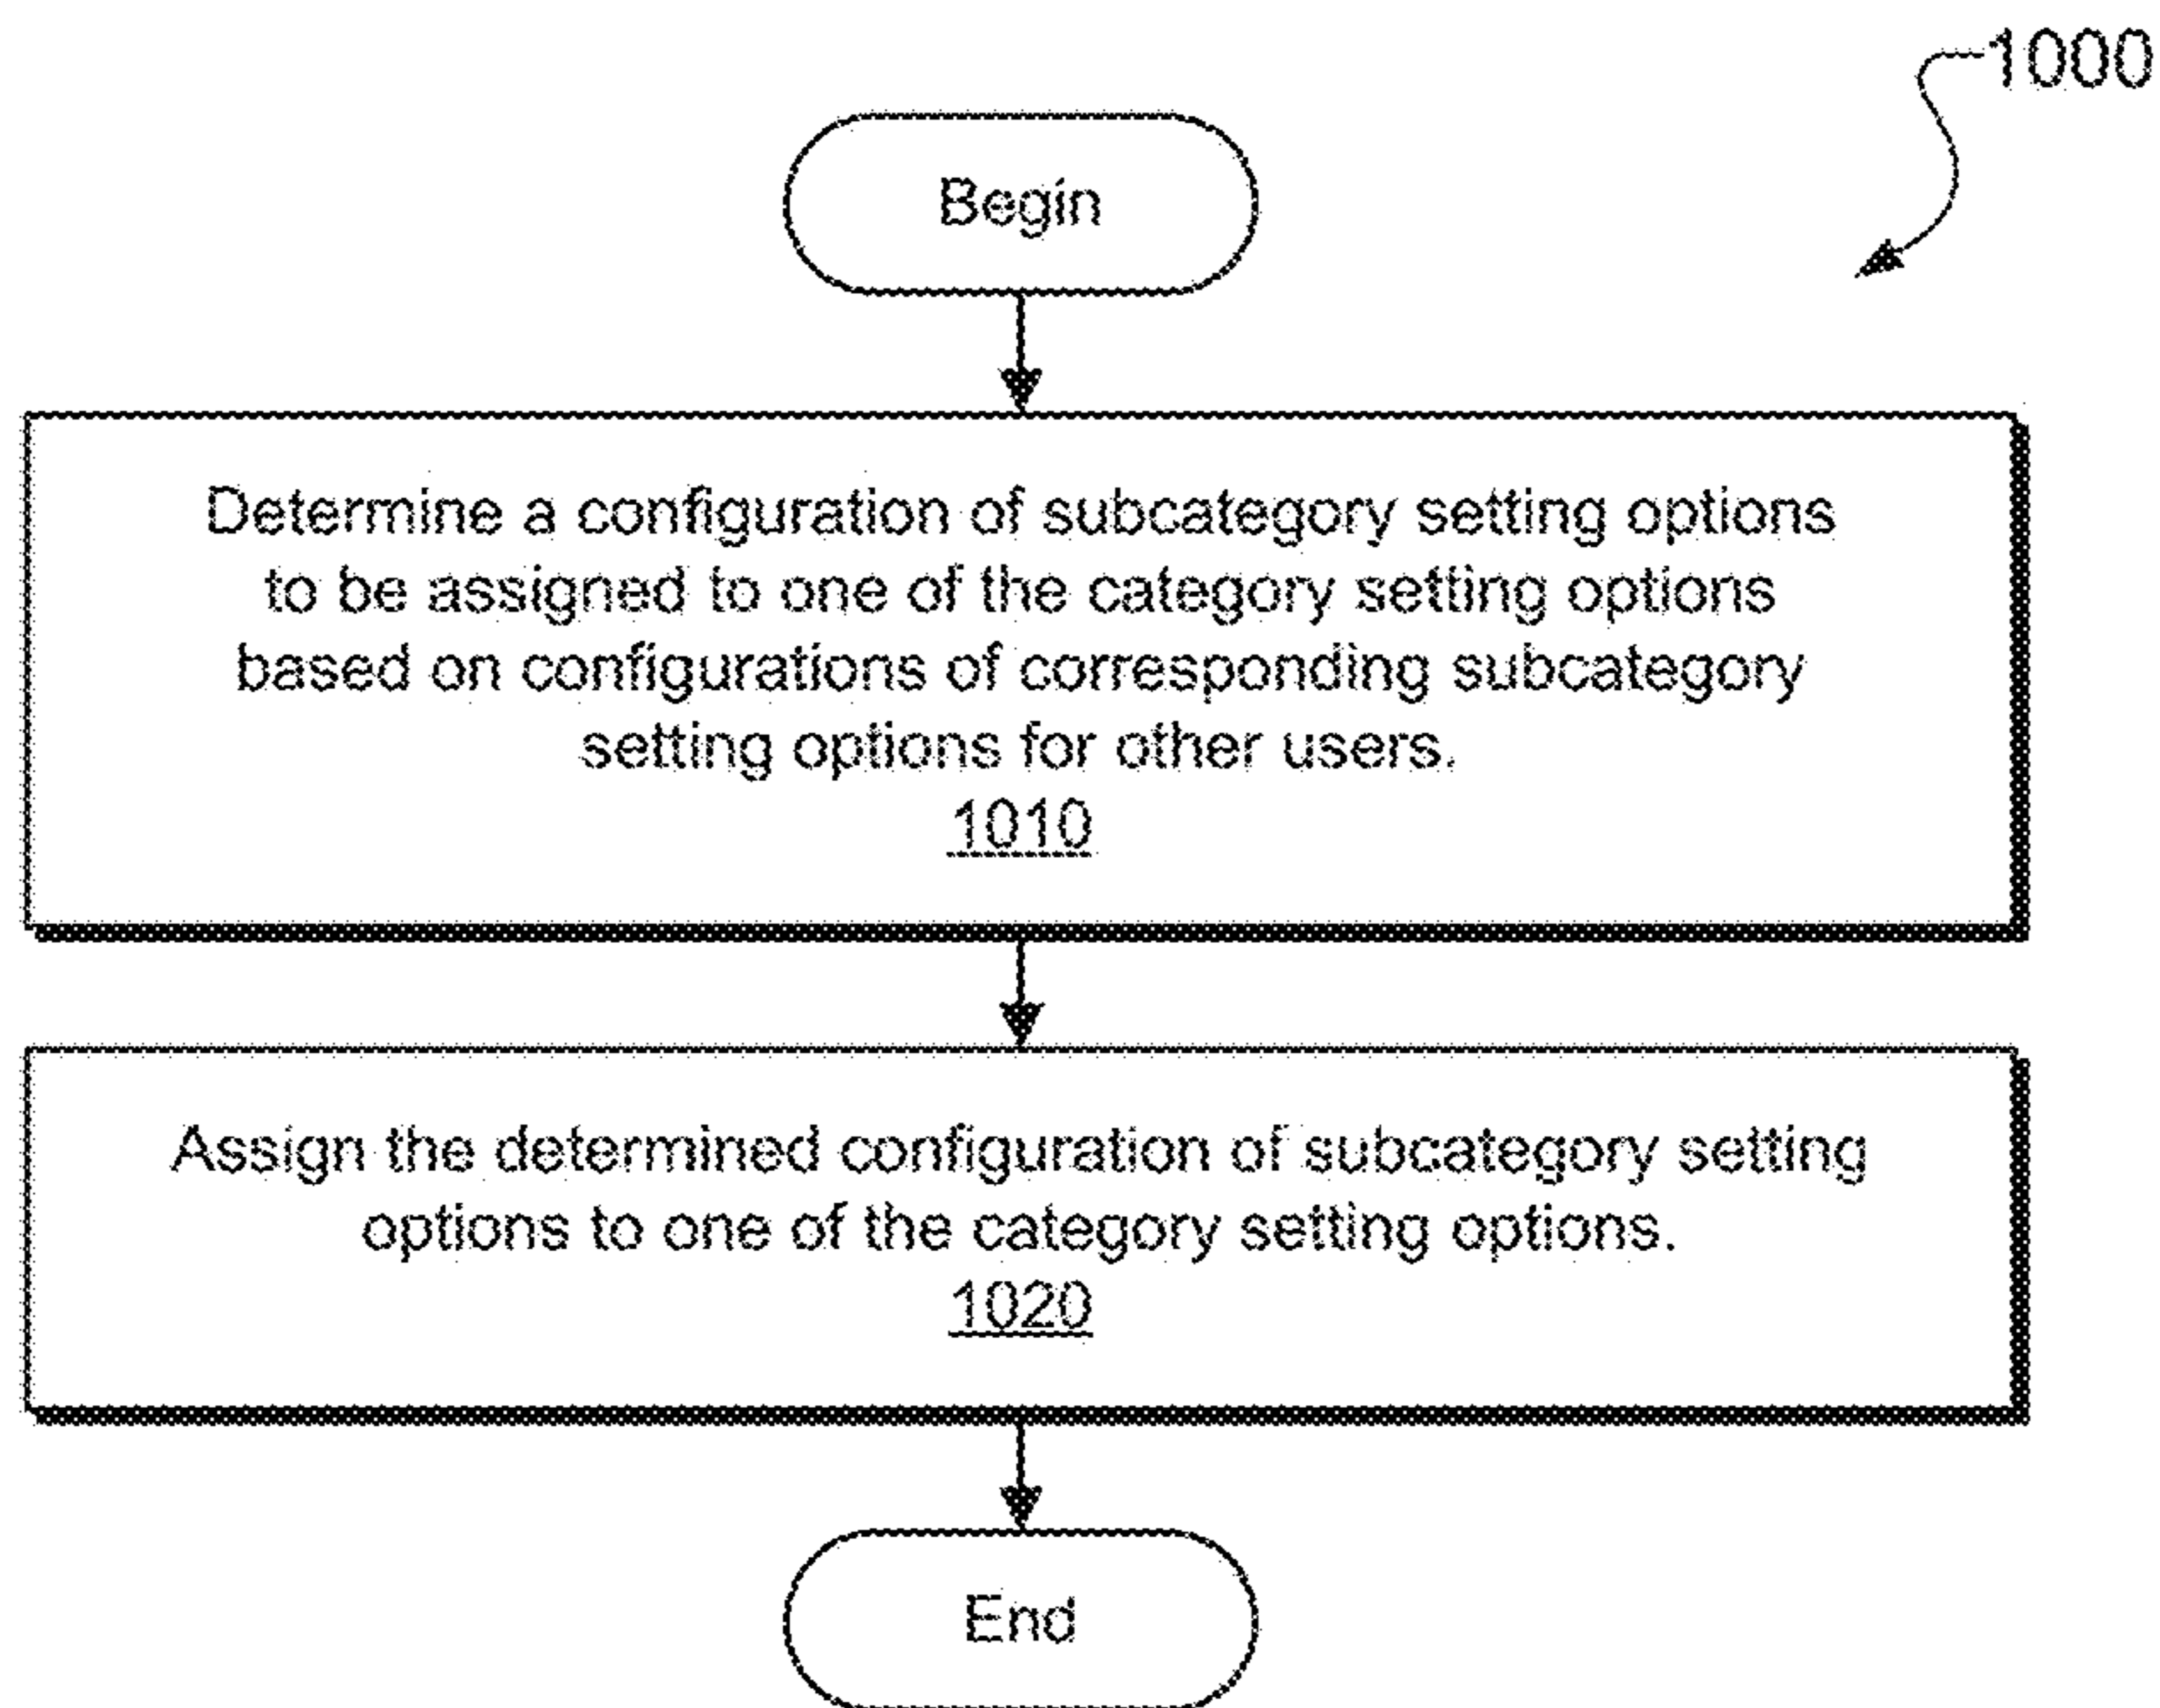 1000
Begin
Determine a configuration of subcategory setting options
to be assigned to one of the category setting options
based on configurations of corresponding subcategory
setting options for other users.
1010
Assign the determined configuration of subcategory setting
options to one of the category setting options.
1020
End